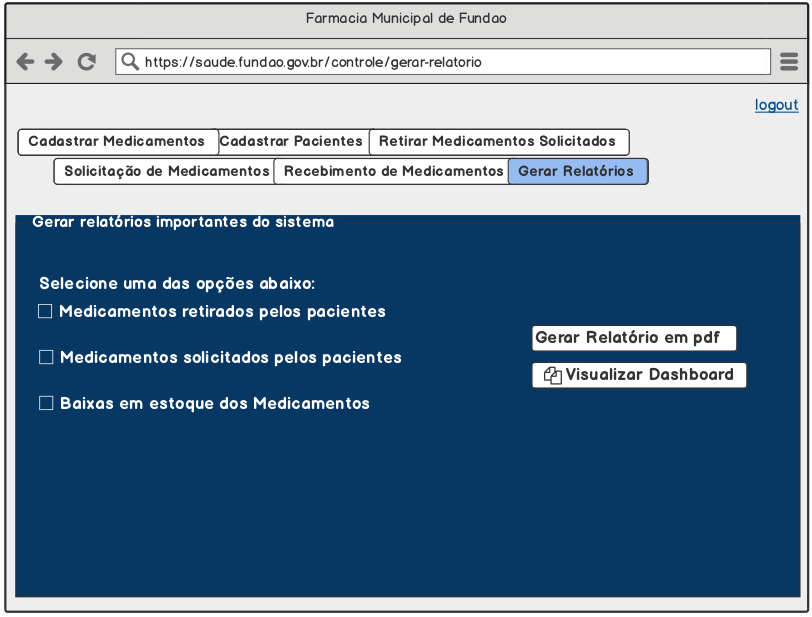 Farmacia Municipal de Fundao
https://saude.fundao.gov.br/controle/gerar-relatorio
logout
Cadastrar Medicamentos Cadastrar Pacientes Retirar Medicamentos Solicitados
Solicitação de Medicamentos Recebimento de Medicamentos Gerar Relatórios
Gerar relatórios importantes do sistema
Selecione uma das opções abaixo:
Medicamentos retirados pelos pacientes
Gerar Relatório em pdf
Medicamentos solicitados pelos pacientes
Visualizar Dashboard
Baixas em estoque dos Medicamentos